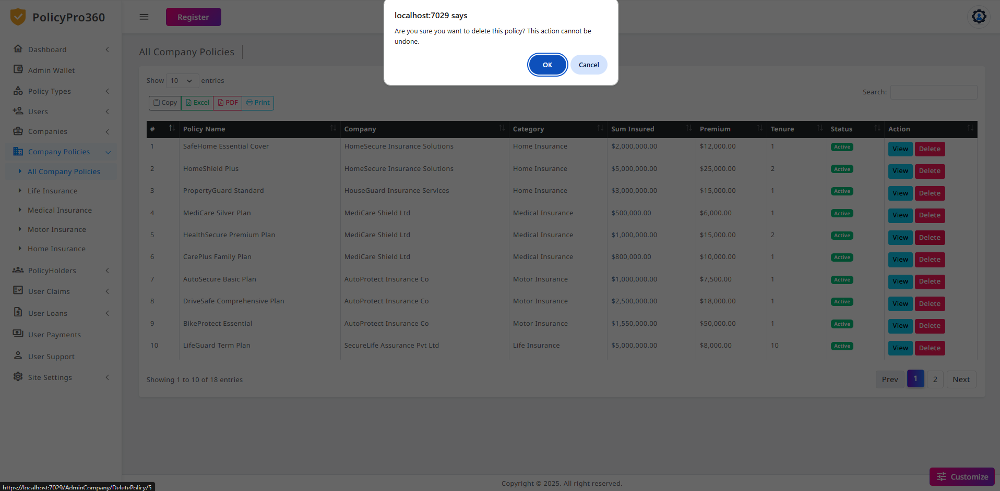 PolicyPro360
Register
localhost:7029 says
Are you sure you want to delete this policy? This action cannot be
undone.
OK
Cancel
Dashboard
Admin Wallet
Policy Types
Users
Companies
Company Policies
All Company Policies
Life Insurance
Medical Insurance
Motor Insurance
Home Insurance
PolicyHolders
User Claims
User Loans
User Payments
User Support
Site Settings
All Company Policies
Show 10 entries
Copy Excel PDF Print
Search:
# Policy Name Company Category Sum Insured Premium Tenure Status Action
1 SafeHome Essential Cover HomeSecure Insurance Solutions Home Insurance $2,000,000.00 $12,000.00 1 Active View Delete
2 HomeShield Plus HomeSecure Insurance Solutions Home Insurance $5,000,000.00 $25,000.00 2 Active View Delete
3 PropertyGuard Standard HouseGuard Insurance Services Home Insurance $3,000,000.00 $15,000.00 1 Active View Delete
4 MediCare Silver Plan MediCare Shield Ltd Medical Insurance $500,000.00 $6,000.00 1 Active View Delete
5 HealthSecure Premium Plan MediCare Shield Ltd Medical Insurance $1,000,000.00 $15,000.00 2 Active View Delete
6 CarePlus Family Plan MediCare Shield Ltd Medical Insurance $800,000.00 $10,000.00 1 Active View Delete
7 AutoSecure Basic Plan AutoProtect Insurance Co Motor Insurance $1,000,000.00 $7,500.00 1 Active View Delete
8 DriveSafe Comprehensive Plan AutoProtect Insurance Co Motor Insurance $2,500,000.00 $18,000.00 1 Active View Delete
9 BikeProtect Essential AutoProtect Insurance Co Motor Insurance $1,550,000.00 $50,000.00 1 Active View Delete
10 LifeGuard Term Plan SecureLife Assurance Pvt Ltd Life Insurance $5,000,000.00 $8,000.00 10 Active View Delete
Showing 1 to 10 of 18 entries
Prev 1 2 Next
Customize
Copyright © 2025. All right reserved.
https://localhost:7029/AdminCompany/DeletePolicy/5